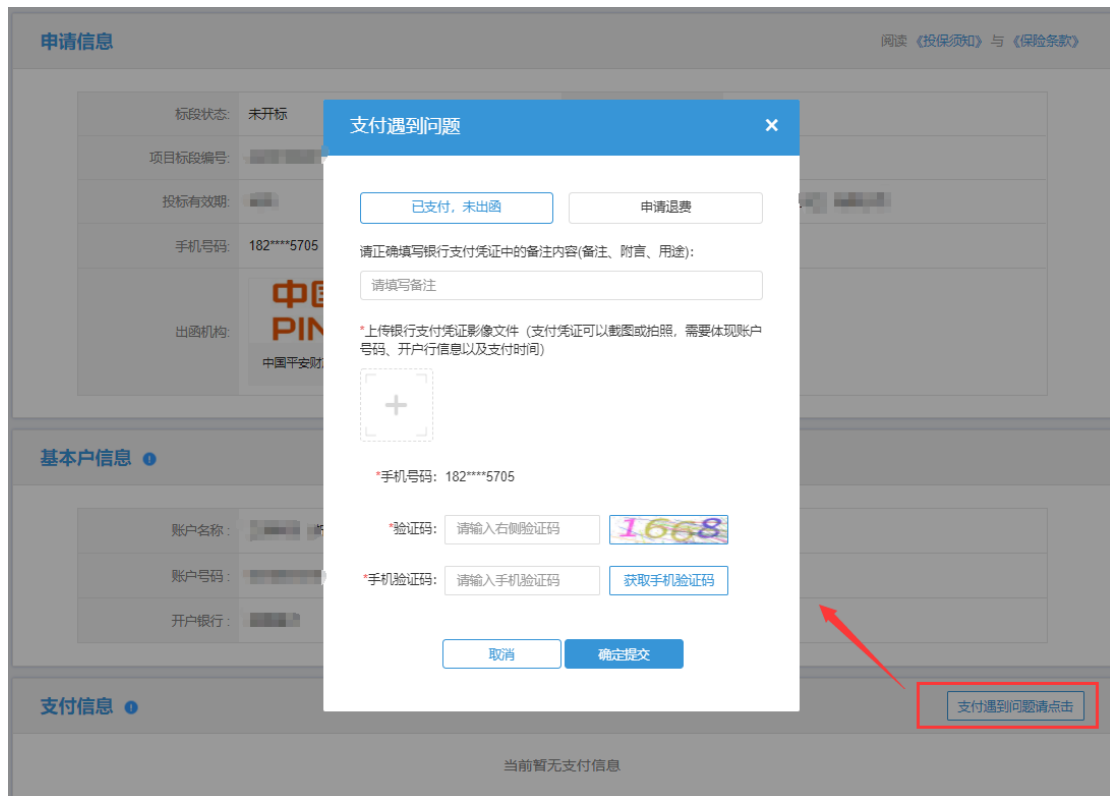 申请信息
阅读 《投保须知》 与 《保险条款》
标段状态: 未开标
项目标段编号:
投标有效期:
手机号码: 182****5705
出函机构:
中国
PIN
中国平安财
支付遇到问题 ×
已支付，未出函 申请退费
请正确填写银行支付凭证中的备注内容(备注、附言、用途):
请填写备注
*上传银行支付凭证影像文件（支付凭证可以截图或拍照，需要体现账户
号码、开户行信息以及支付时间）
*手机号码: 182****5705
*验证码: 请输入右侧验证码 1668
*手机验证码: 请输入手机验证码 获取手机验证码
取消 确定提交
基本户信息
账户名称 :
账户号码 :
开户银行 :
支付信息
支付遇到问题请点击
当前暂无支付信息